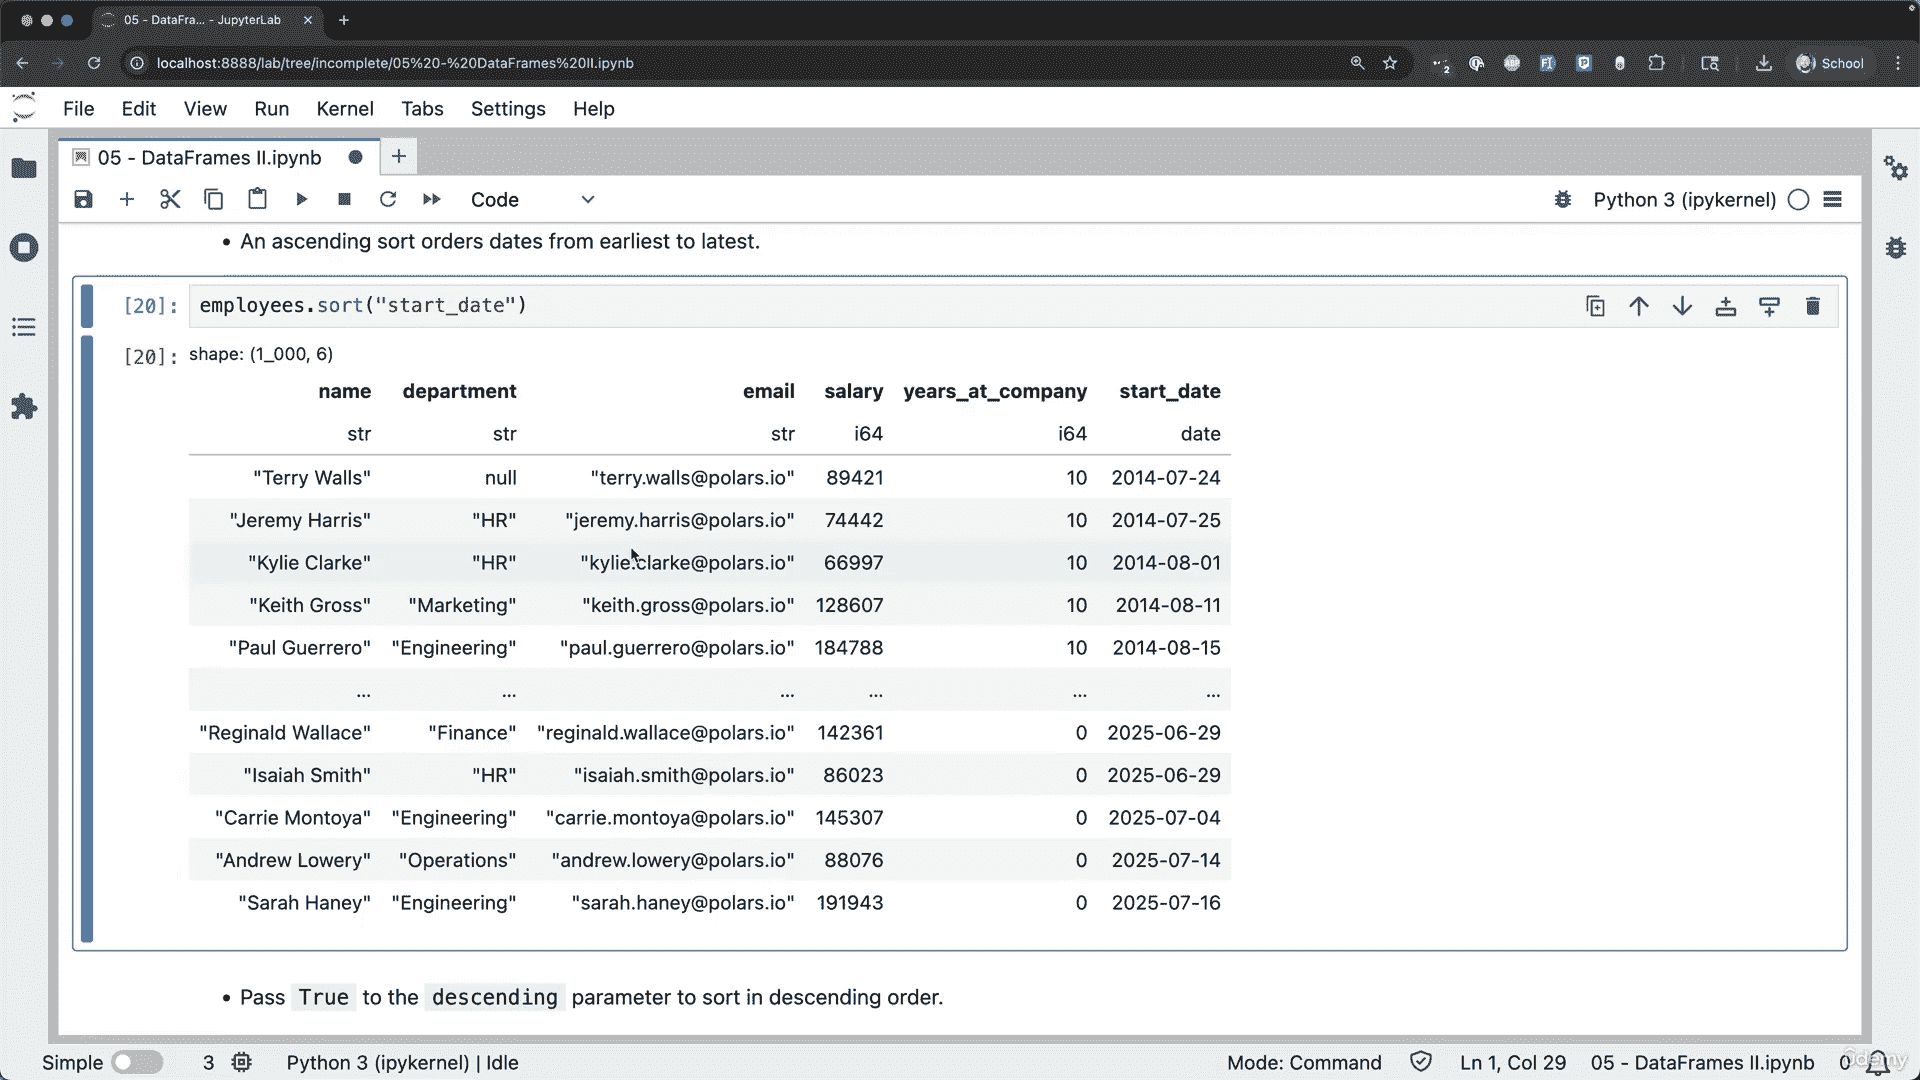 05 - DataFra... - JupyterLab
localhost:8888/lab/tree/incomplete/05%20-%20DataFrames%20II.ipynb
2
ABP
School
File Edit View Run Kernel Tabs Settings Help
05 - DataFrames II.ipynb
Code
Python 3 (ipykernel)
• An ascending sort orders dates from earliest to latest.
[20]: employees.sort("start_date")
[20]: shape: (1_000, 6)
name department email salary years_at_company start_date
str str str i64 i64 date
"Terry Walls" null "terry.walls@polars.io" 89421 10 2014-07-24
"Jeremy Harris" "HR" "jeremy.harris@polars.io" 74442 10 2014-07-25
"Kylie Clarke" "HR" "kylie.clarke@polars.io" 66997 10 2014-08-01
"Keith Gross" "Marketing" "keith.gross@polars.io" 128607 10 2014-08-11
"Paul Guerrero" "Engineering" "paul.guerrero@polars.io" 184788 10 2014-08-15
... ... ... ... ... ...
"Reginald Wallace" "Finance" "reginald.wallace@polars.io" 142361 0 2025-06-29
"Isaiah Smith" "HR" "isaiah.smith@polars.io" 86023 0 2025-06-29
"Carrie Montoya" "Engineering" "carrie.montoya@polars.io" 145307 0 2025-07-04
"Andrew Lowery" "Operations" "andrew.lowery@polars.io" 88076 0 2025-07-14
"Sarah Haney" "Engineering" "sarah.haney@polars.io" 191943 0 2025-07-16
• Pass True to the descending parameter to sort in descending order.
Simple 3 Python 3 (ipykernel) | Idle Mode: Command Ln 1, Col 29 05 - DataFrames II.ipynb 0
udemy